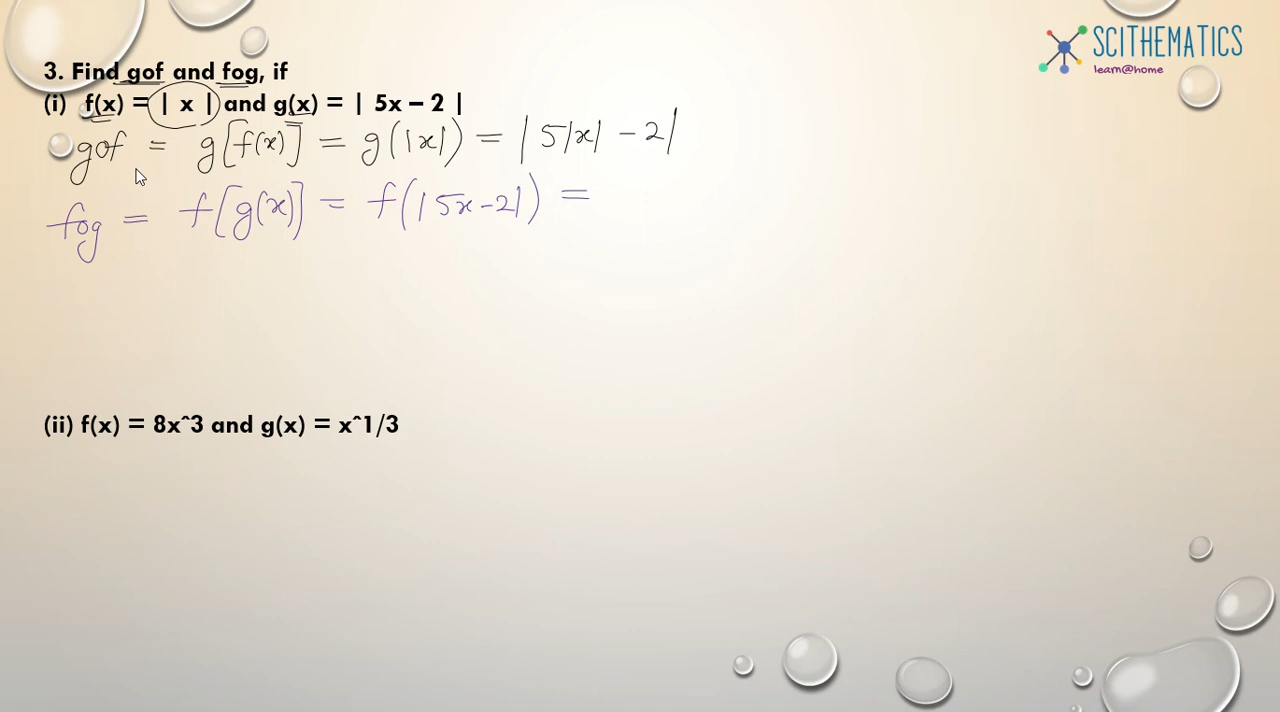 SCITHEMATICS
learn@home
3. Find gof and fog, if
(i) f(x) = | x | and g(x) = | 5x – 2 |
gof = g[f(x)] = g(|x|) = |5|x| - 2|
fog = f[g(x)] = f(|5x-2|) =
(ii) f(x) = 8x^3 and g(x) = x^1/3